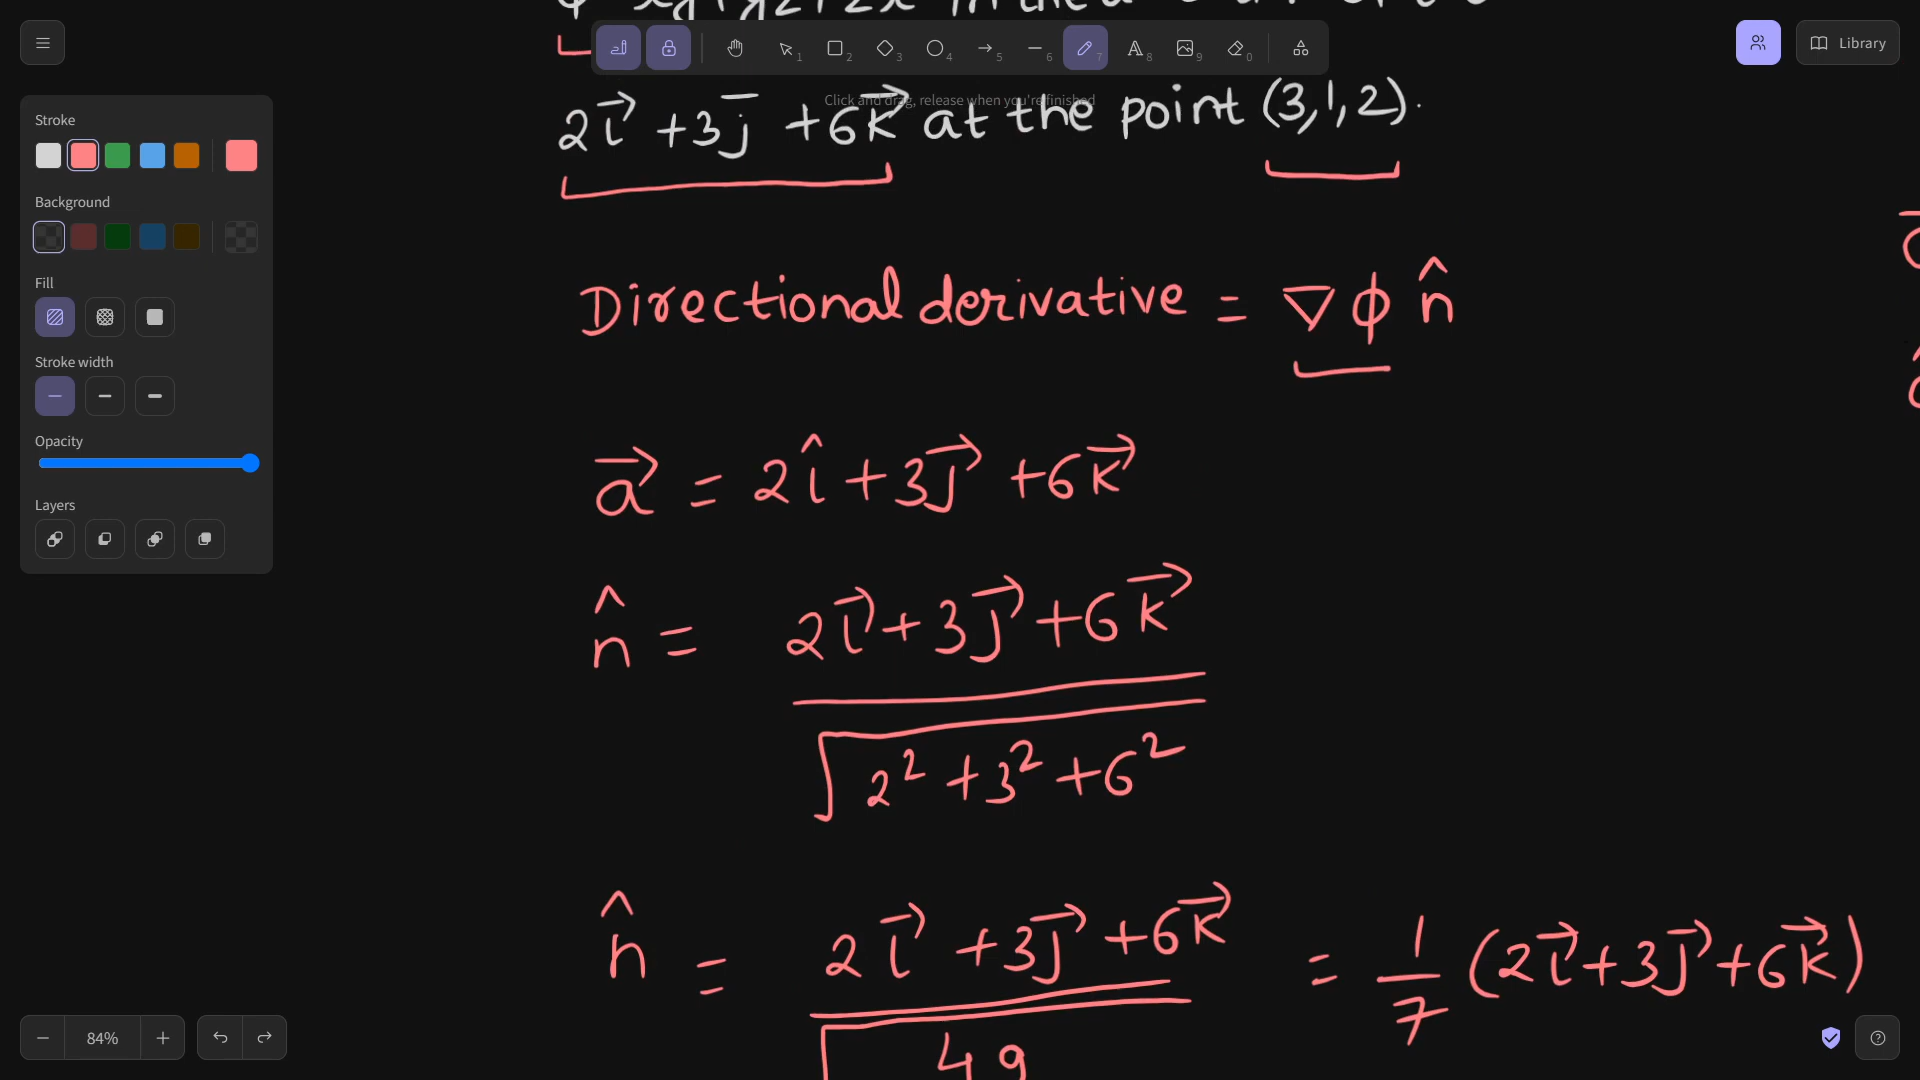 Library
Click and drag, release when you're finished
2i⃗ + 3j⃗ + 6k⃗ at the point (3,1,2).
Stroke
Background
Fill
Stroke width
Opacity
Layers
Directional derivative = ∇ϕ n̂
a⃗ = 2î + 3j⃗ + 6k⃗
n̂ = 2i⃗ + 3j⃗ + 6k⃗
√2² + 3² + 6²
n̂ = 2i⃗ + 3j⃗ + 6k⃗ = 1/7 (2i⃗ + 3j⃗ + 6k⃗)
√49
84%